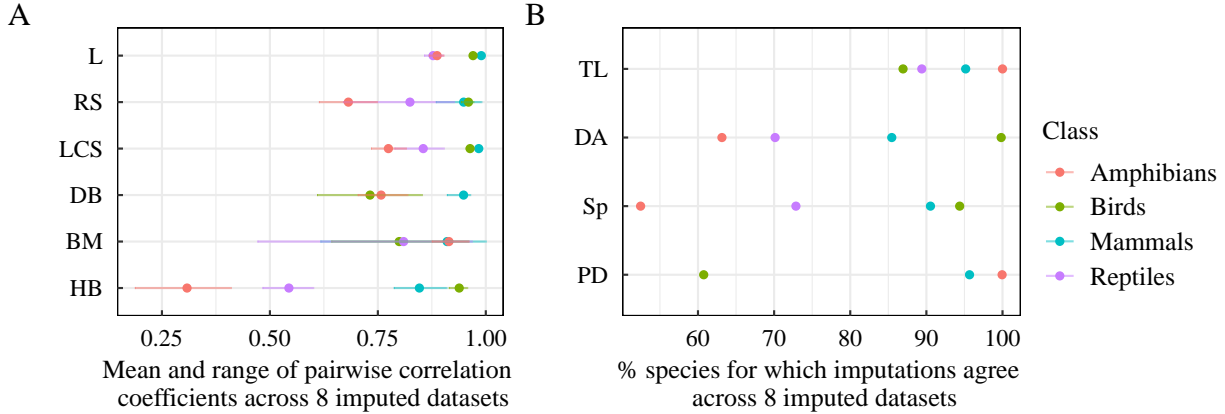 A
L
RS
LCS
DB
BM
HB
0.25 0.50 0.75 1.00
Mean and range of pairwise correlation
coefficients across 8 imputed datasets
B
TL
DA
Sp
PD
60 70 80 90 100
% species for which imputations agree
across 8 imputed datasets
Class
Amphibians
Birds
Mammals
Reptiles